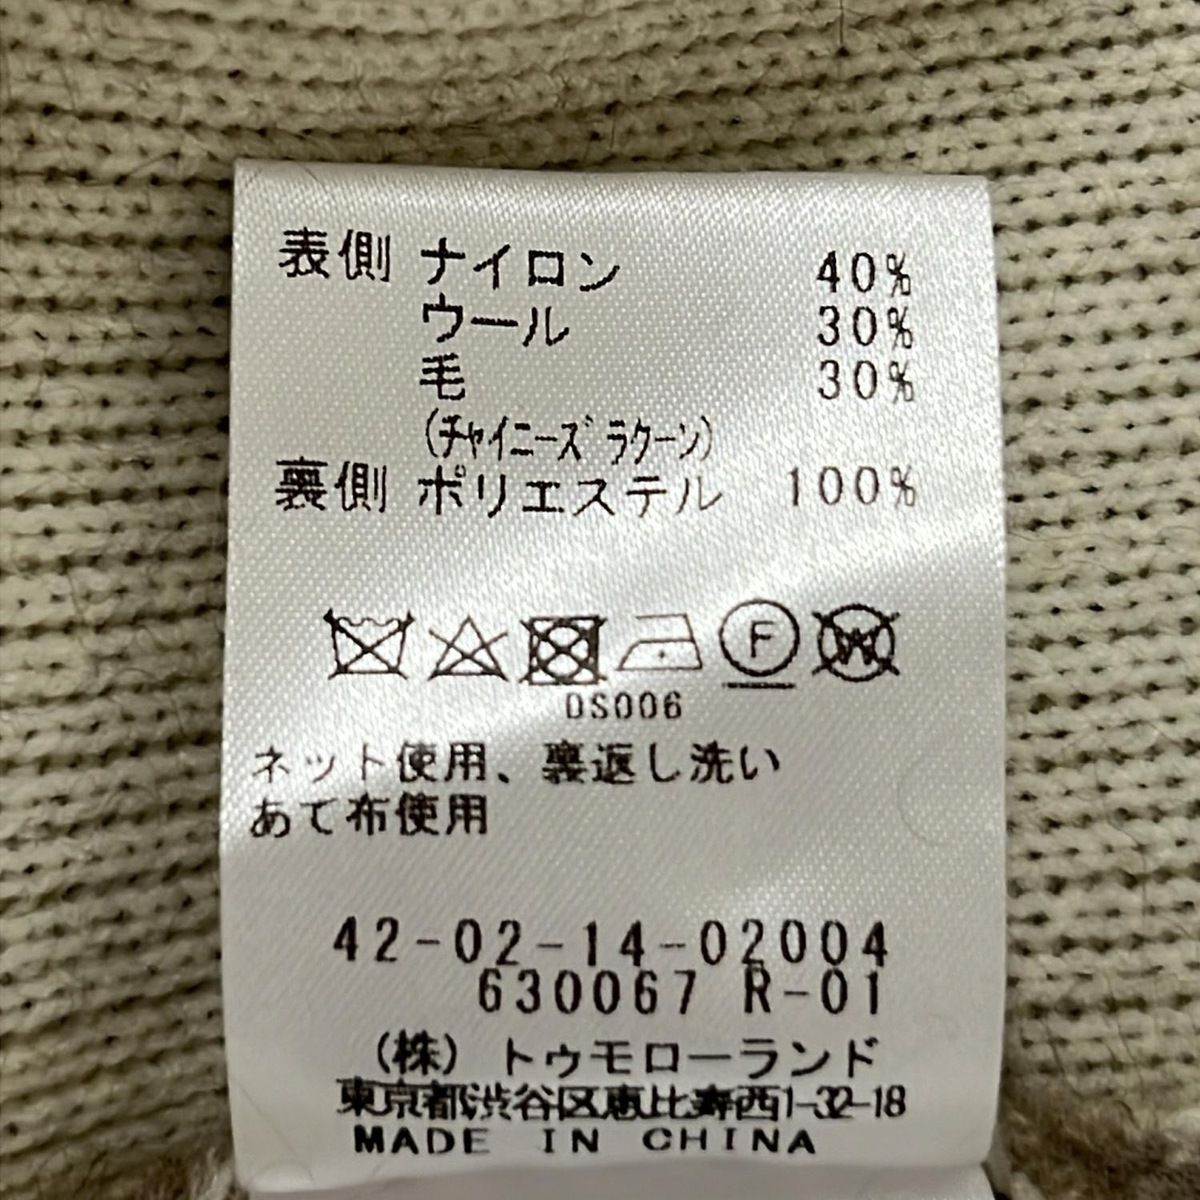 表側 ナイロン 40%
ウール 30%
毛 30%
(チャイニーズラクーン)
裏側 ポリエステル 100%
F W
DS006
ネット使用、裏返し洗い
あて布使用
42-02-14-02004
630067 R-01
(株) トゥモローランド
東京都渋谷区恵比寿西1-32-18
MADE IN CHINA